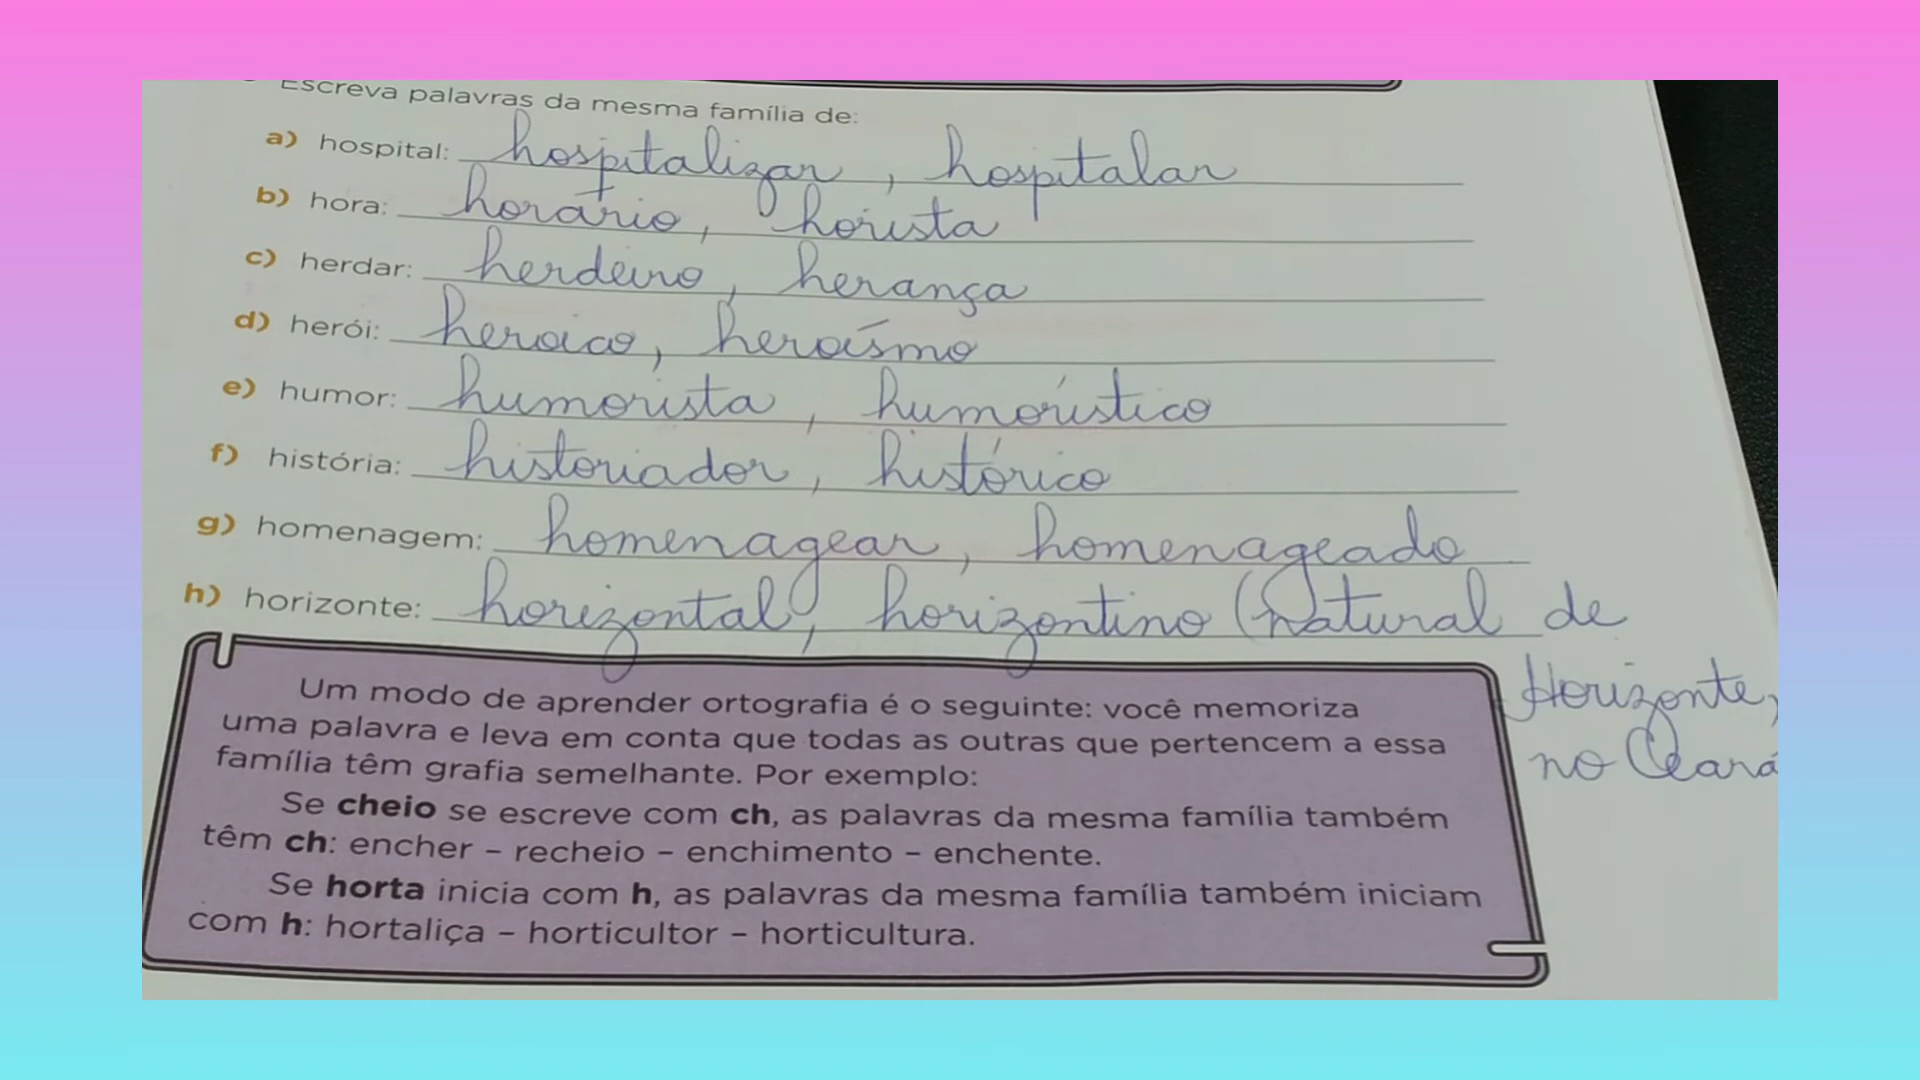 Escreva palavras da mesma família de:
a) hospital: hospitalizar, hospitalar
b) hora: horário, horista
c) herdar: herdeiro, herança
d) herói: heroico, heroísmo
e) humor: humorista, humorístico
f) história: historiador, histórico
g) homenagem: homenagear, homenageado
h) horizonte: horizontal, horizontino (natural de
Horizonte,
no Ceará
Um modo de aprender ortografia é o seguinte: você memoriza
uma palavra e leva em conta que todas as outras que pertencem a essa
família têm grafia semelhante. Por exemplo:
Se cheio se escreve com ch, as palavras da mesma família também
têm ch: encher – recheio – enchimento – enchente.
Se horta inicia com h, as palavras da mesma família também iniciam
com h: hortaliça – horticultor – horticultura.